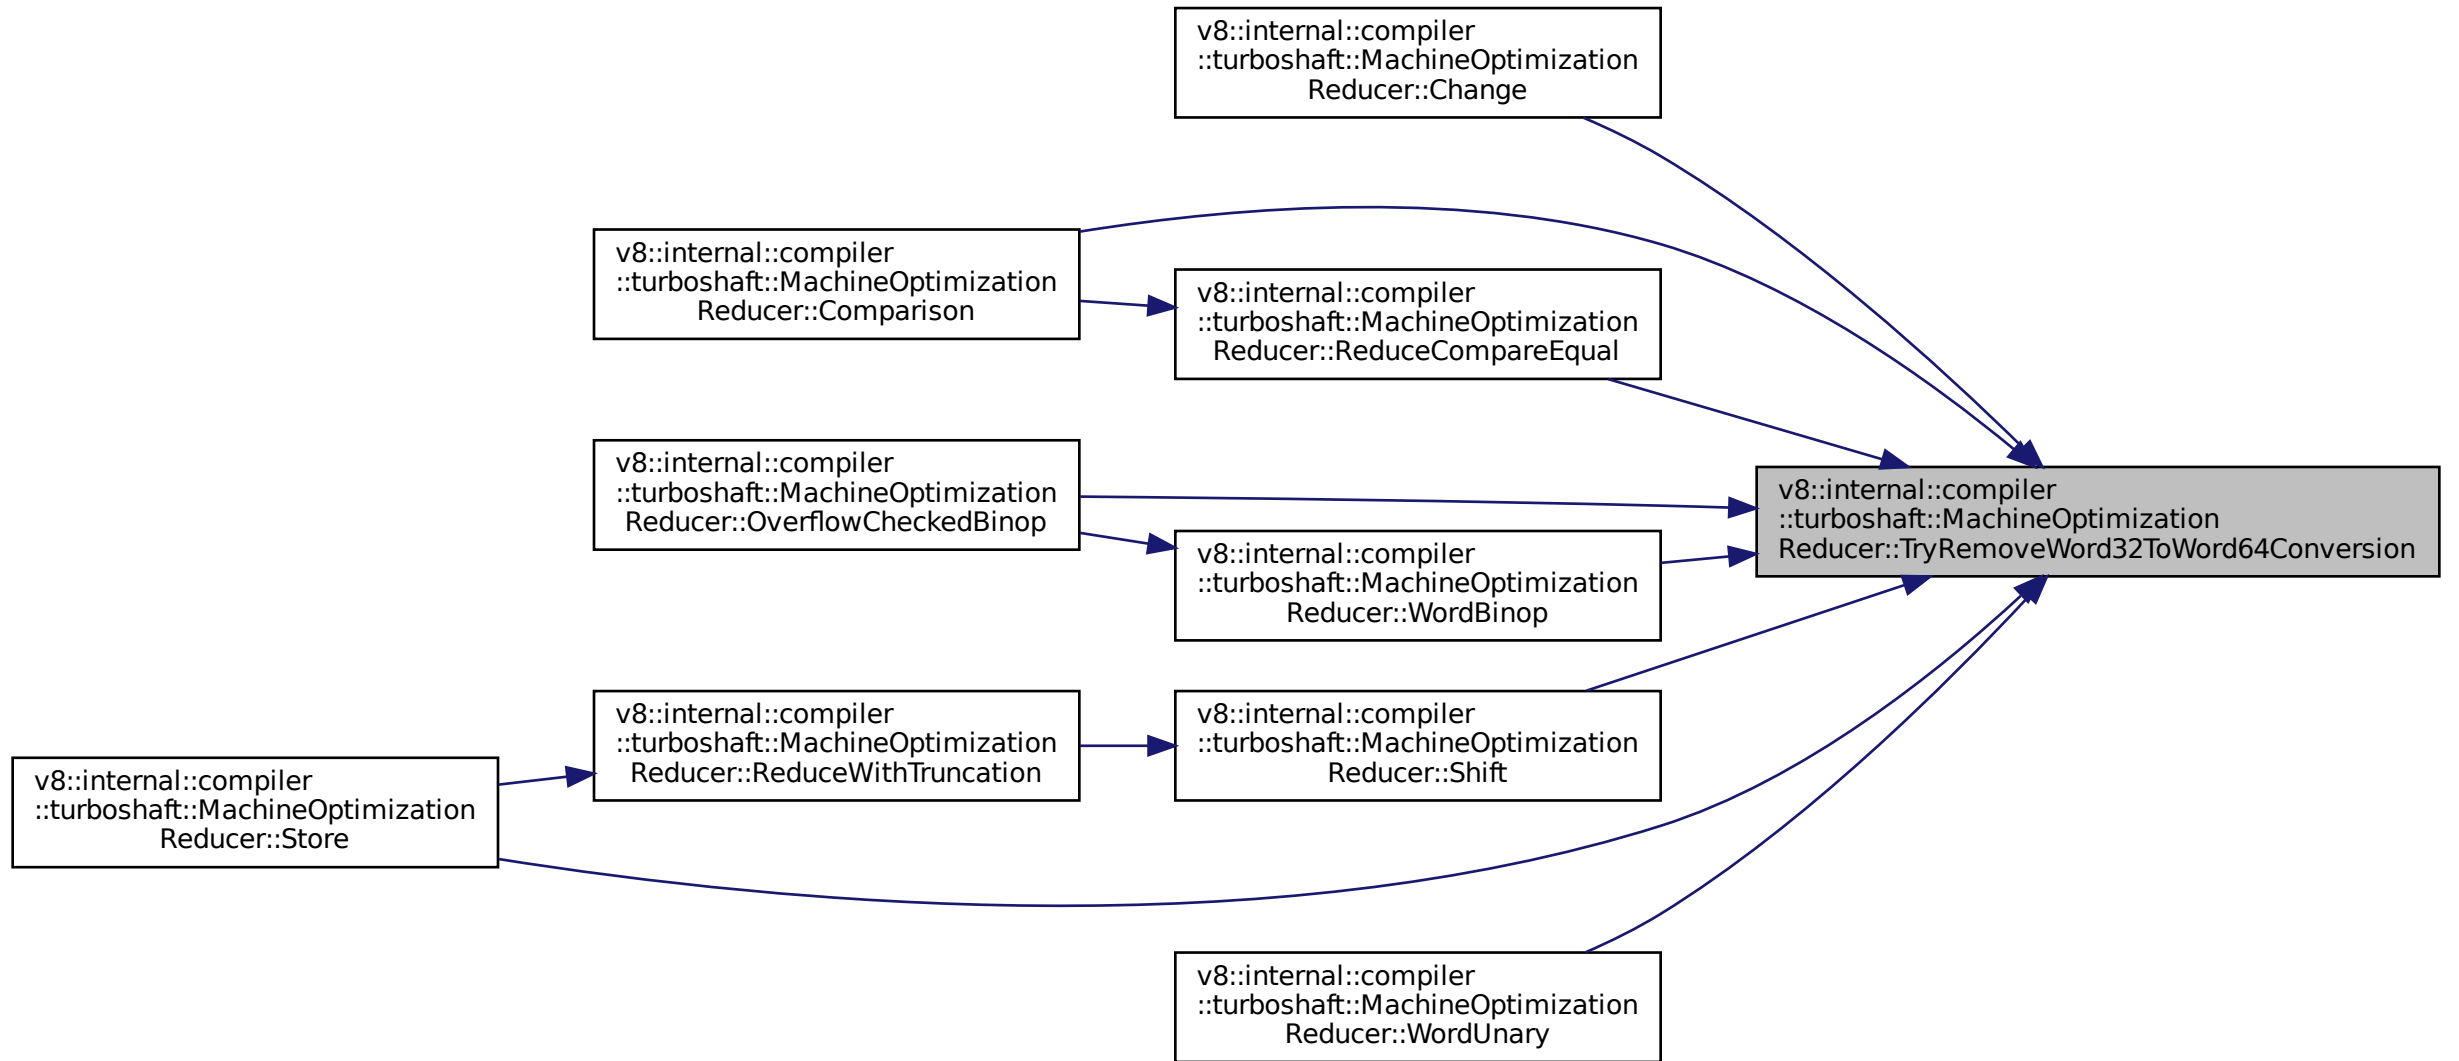 v8::internal::compiler
::turboshaft::MachineOptimization
Reducer::Change
v8::internal::compiler
::turboshaft::MachineOptimization
Reducer::Comparison
v8::internal::compiler
::turboshaft::MachineOptimization
Reducer::ReduceCompareEqual
v8::internal::compiler
::turboshaft::MachineOptimization
Reducer::OverflowCheckedBinop
v8::internal::compiler
::turboshaft::MachineOptimization
Reducer::TryRemoveWord32ToWord64Conversion
v8::internal::compiler
::turboshaft::MachineOptimization
Reducer::WordBinop
v8::internal::compiler
::turboshaft::MachineOptimization
Reducer::ReduceWithTruncation
v8::internal::compiler
::turboshaft::MachineOptimization
Reducer::Shift
v8::internal::compiler
::turboshaft::MachineOptimization
Reducer::Store
v8::internal::compiler
::turboshaft::MachineOptimization
Reducer::WordUnary